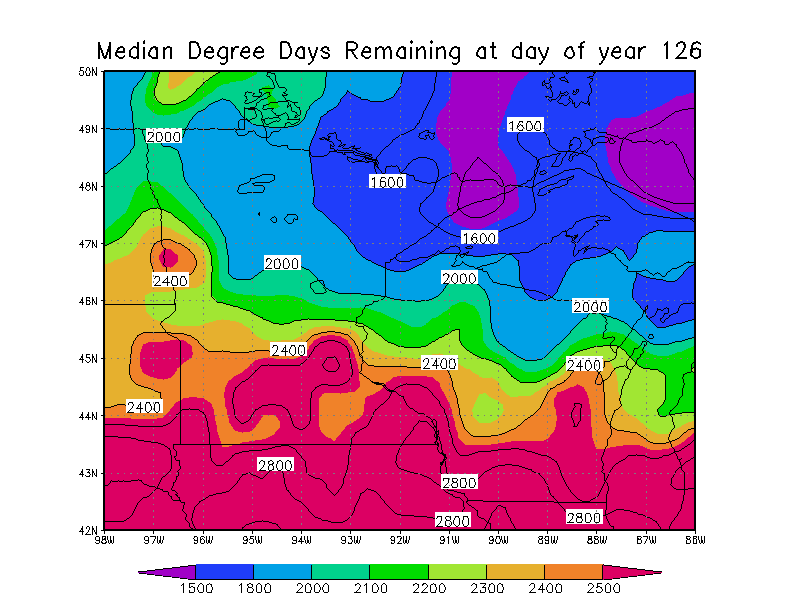 Median Degree Days Remaining at day of year 126
50N
49N
48N
47N
46N
45N
44N
43N
42N
2000
1600
1600
1600
2000
2400
2000
2000
2400
2400
2400
2400
2800
2800
2800
2800
98W 97W 96W 95W 94W 93W 92W 91W 90W 89W 88W 87W 86W
1500 1800 2000 2100 2200 2300 2400 2500